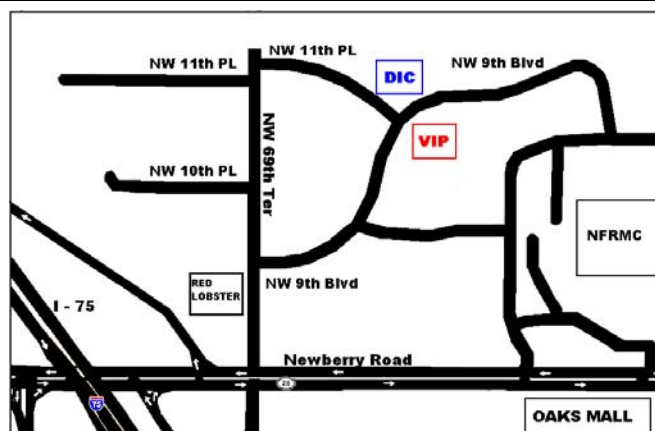 NW 11th PL
NW 9th Blvd
NW 11th PL
DIC
VIP
NW 10th PL
NW 69th Ter
NFRMC
RED
LOBSTER
NW 9th Blvd
I - 75
Newberry Road
26
75
OAKS MALL